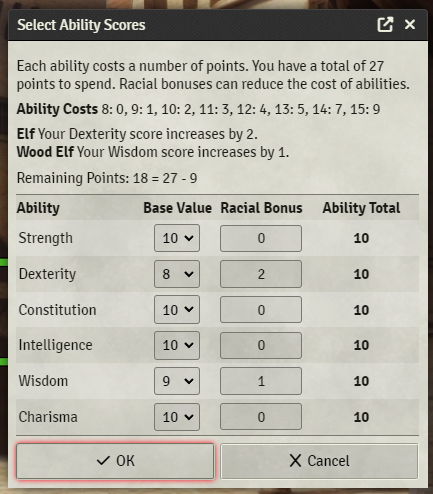 Select Ability Scores
Each ability costs a number of points. You have a total of 27
points to spend. Racial bonuses can reduce the cost of abilities.
Ability Costs 8: 0, 9: 1, 10: 2, 11: 3, 12: 4, 13: 5, 14: 7, 15: 9
Elf Your Dexterity score increases by 2.
Wood Elf Your Wisdom score increases by 1.
Remaining Points: 18 = 27 - 9
Ability Base Value Racial Bonus Ability Total
Strength 10 0 10
Dexterity 8 2 10
Constitution 10 0 10
Intelligence 10 0 10
Wisdom 9 1 10
Charisma 10 0 10
OK Cancel